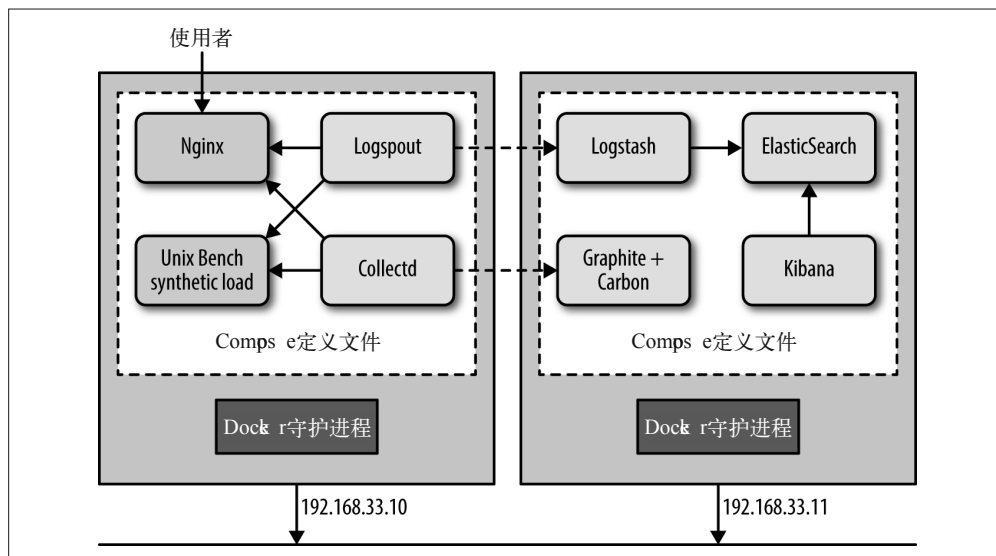 使用者
Nginx
Logspout
Logstash
ElasticSearch
Unix Bench
synthetic load
Collectd
Graphite +
Carbon
Kibana
Comps e定义文件
Comps e定义文件
Dock r守护进程
Dock r守护进程
192.168.33.10
192.168.33.11